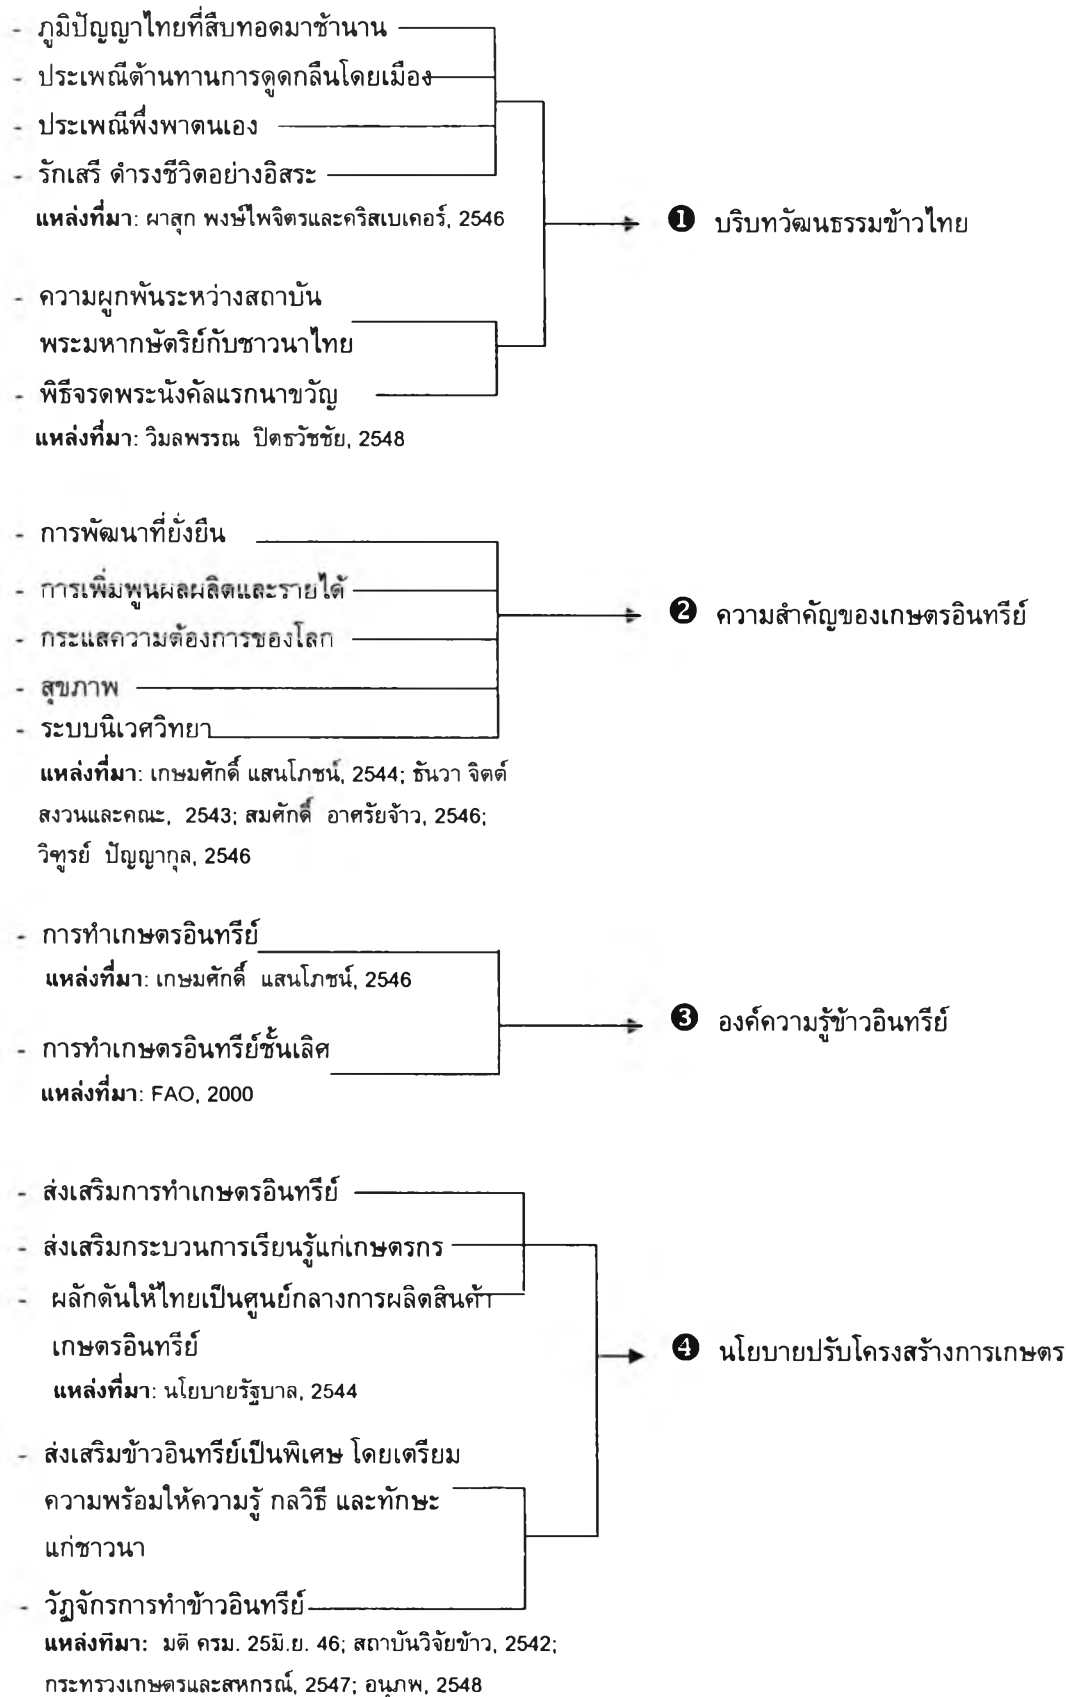 - ภูมิปัญญาไทยที่สืบทอดมาช้านาน
- ประเพณีต้านทานการดูดกลืนโดยเมือง
- ประเพณีพึ่งพาตนเอง
- รักเสรี ดำรงชีวิตอย่างอิสระ
แหล่งที่มา: ผาสุก พงษ์ไพจิตรและคริสเบเคอร์, 2546
❶ บริบทวัฒนธรรมข้าวไทย
- ความผูกพันระหว่างสถาบัน
พระมหากษัตริย์กับชาวนาไทย
- พิธีจรดพระนังคัลแรกนาขวัญ
แหล่งที่มา: วิมลพรรณ ปิตธวัชชัย, 2548
- การพัฒนาที่ยั่งยืน
- การเพิ่มพูนผลผลิตและรายได้
- กระแสความต้องการของโลก
- สุขภาพ
- ระบบนิเวศวิทยา
❷ ความสำคัญของเกษตรอินทรีย์
แหล่งที่มา: เกษมศักดิ์ แสนโภชน์, 2544; ธันวา จิตต์
สงวนและคณะ, 2543; สมศักดิ์ อาศรัยจ้าว, 2546;
วิฑูรย์ ปัญญากุล, 2546
- การทำเกษตรอินทรีย์
แหล่งที่มา: เกษมศักดิ์ แสนโภชน์, 2546
❸ องค์ความรู้ข้าวอินทรีย์
- การทำเกษตรอินทรีย์ชั้นเลิศ
แหล่งที่มา: FAO, 2000
- ส่งเสริมการทำเกษตรอินทรีย์
- ส่งเสริมกระบวนการเรียนรู้แก่เกษตรกร
- ผลักดันให้ไทยเป็นศูนย์กลางการผลิตสินค้า
เกษตรอินทรีย์
แหล่งที่มา: นโยบายรัฐบาล, 2544
❹ นโยบายปรับโครงสร้างการเกษตร
- ส่งเสริมข้าวอินทรีย์เป็นพิเศษ โดยเตรียม
ความพร้อมให้ความรู้ กลวิธี และทักษะ
แก่ชาวนา
- วัฏจักรการทำข้าวอินทรีย์
แหล่งที่มา: มติ ครม. 25มิ.ย. 46; สถาบันวิจัยข้าว, 2542;
กระทรวงเกษตรและสหกรณ์, 2547; อนุภพ, 2548